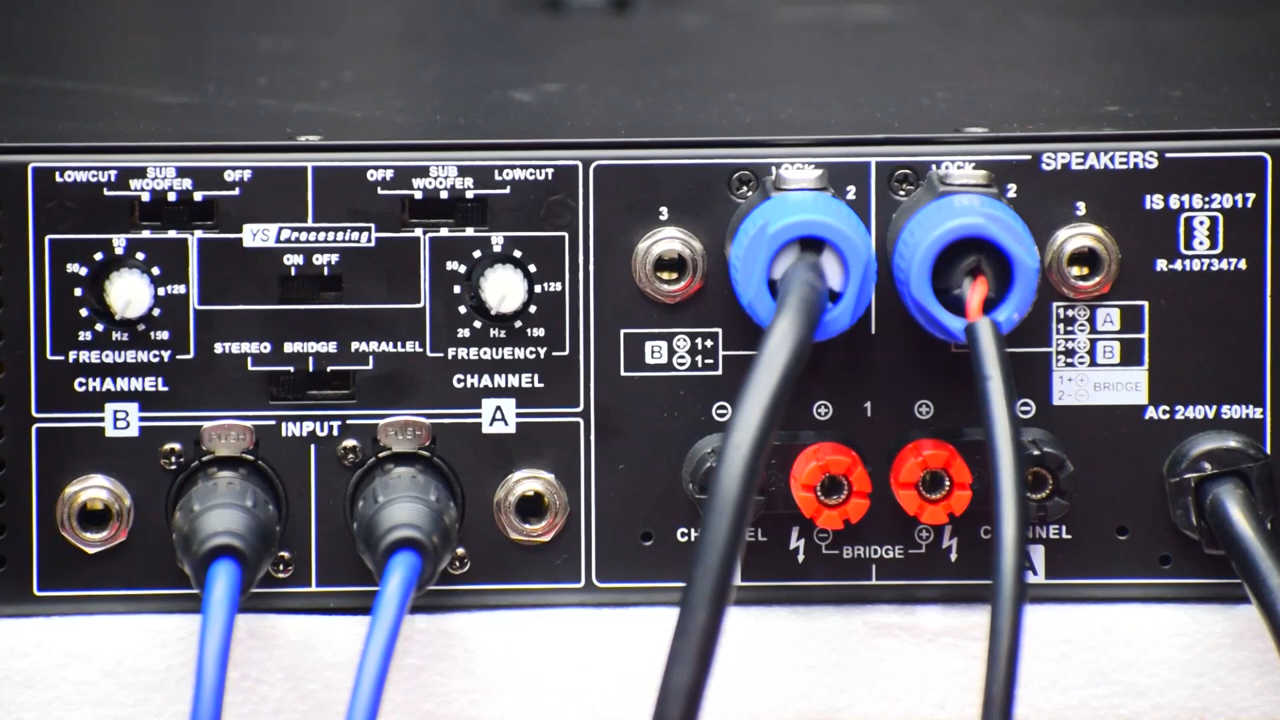 LOWCUT SUB WOOFER OFF
OFF SUB WOOFER LOWCUT
YS Processing
ON OFF
50 90 125
25 Hz 150
FREQUENCY
CHANNEL
B
50 90 125
25 Hz 150
FREQUENCY
CHANNEL
A
STEREO BRIDGE PARALLEL
INPUT
PUSH
PUSH
SPEAKERS
LOCK
LOCK
3
2
2
3
IS 616:2017
R-41073474
B 1+
1-
1+ A
1-
2+ B
2-
1+ BRIDGE
2-
1
AC 240V 50Hz
BRIDGE
A